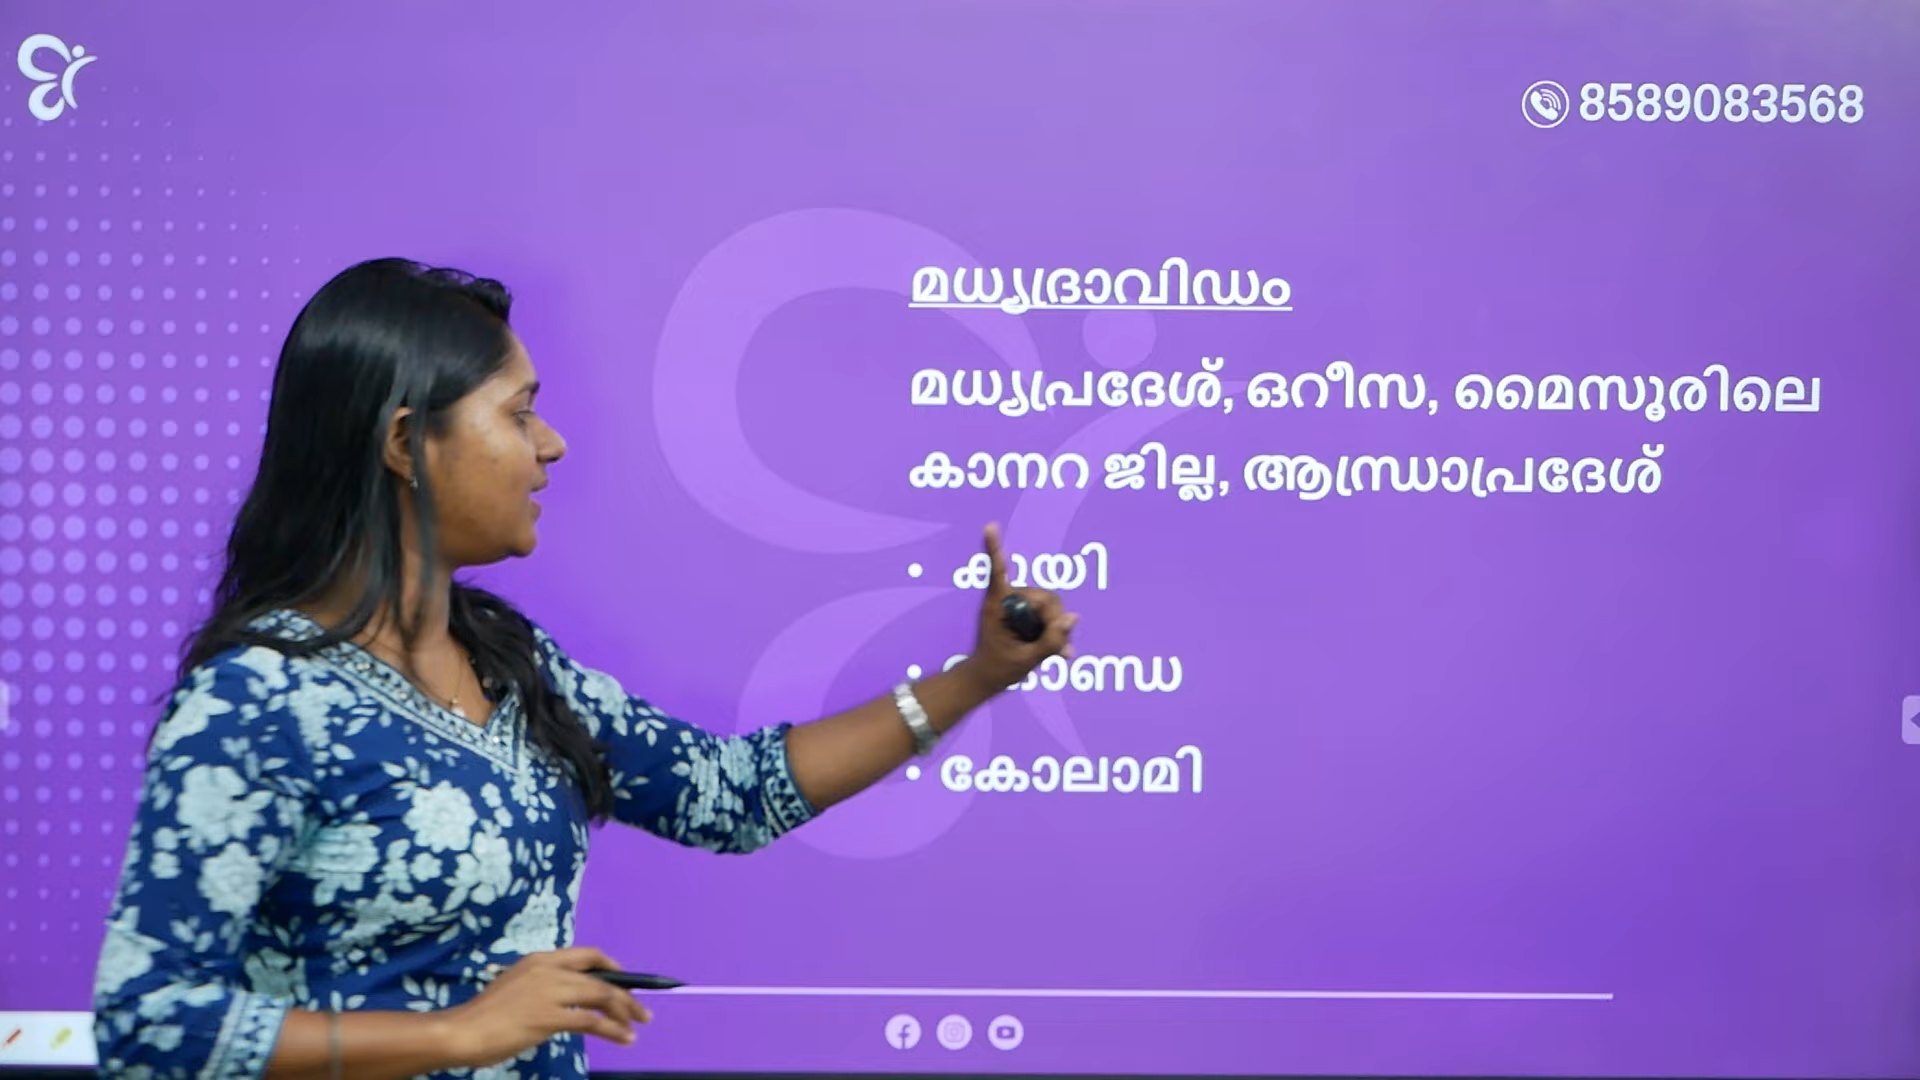 8589083568
മധ്യദ്രാവിഡം
മധ്യപ്രദേശ്, ഒറീസ, മൈസൂരിലെ
കാനറ ജില്ല, ആന്ധ്രാപ്രദേശ്
• കോലാമി